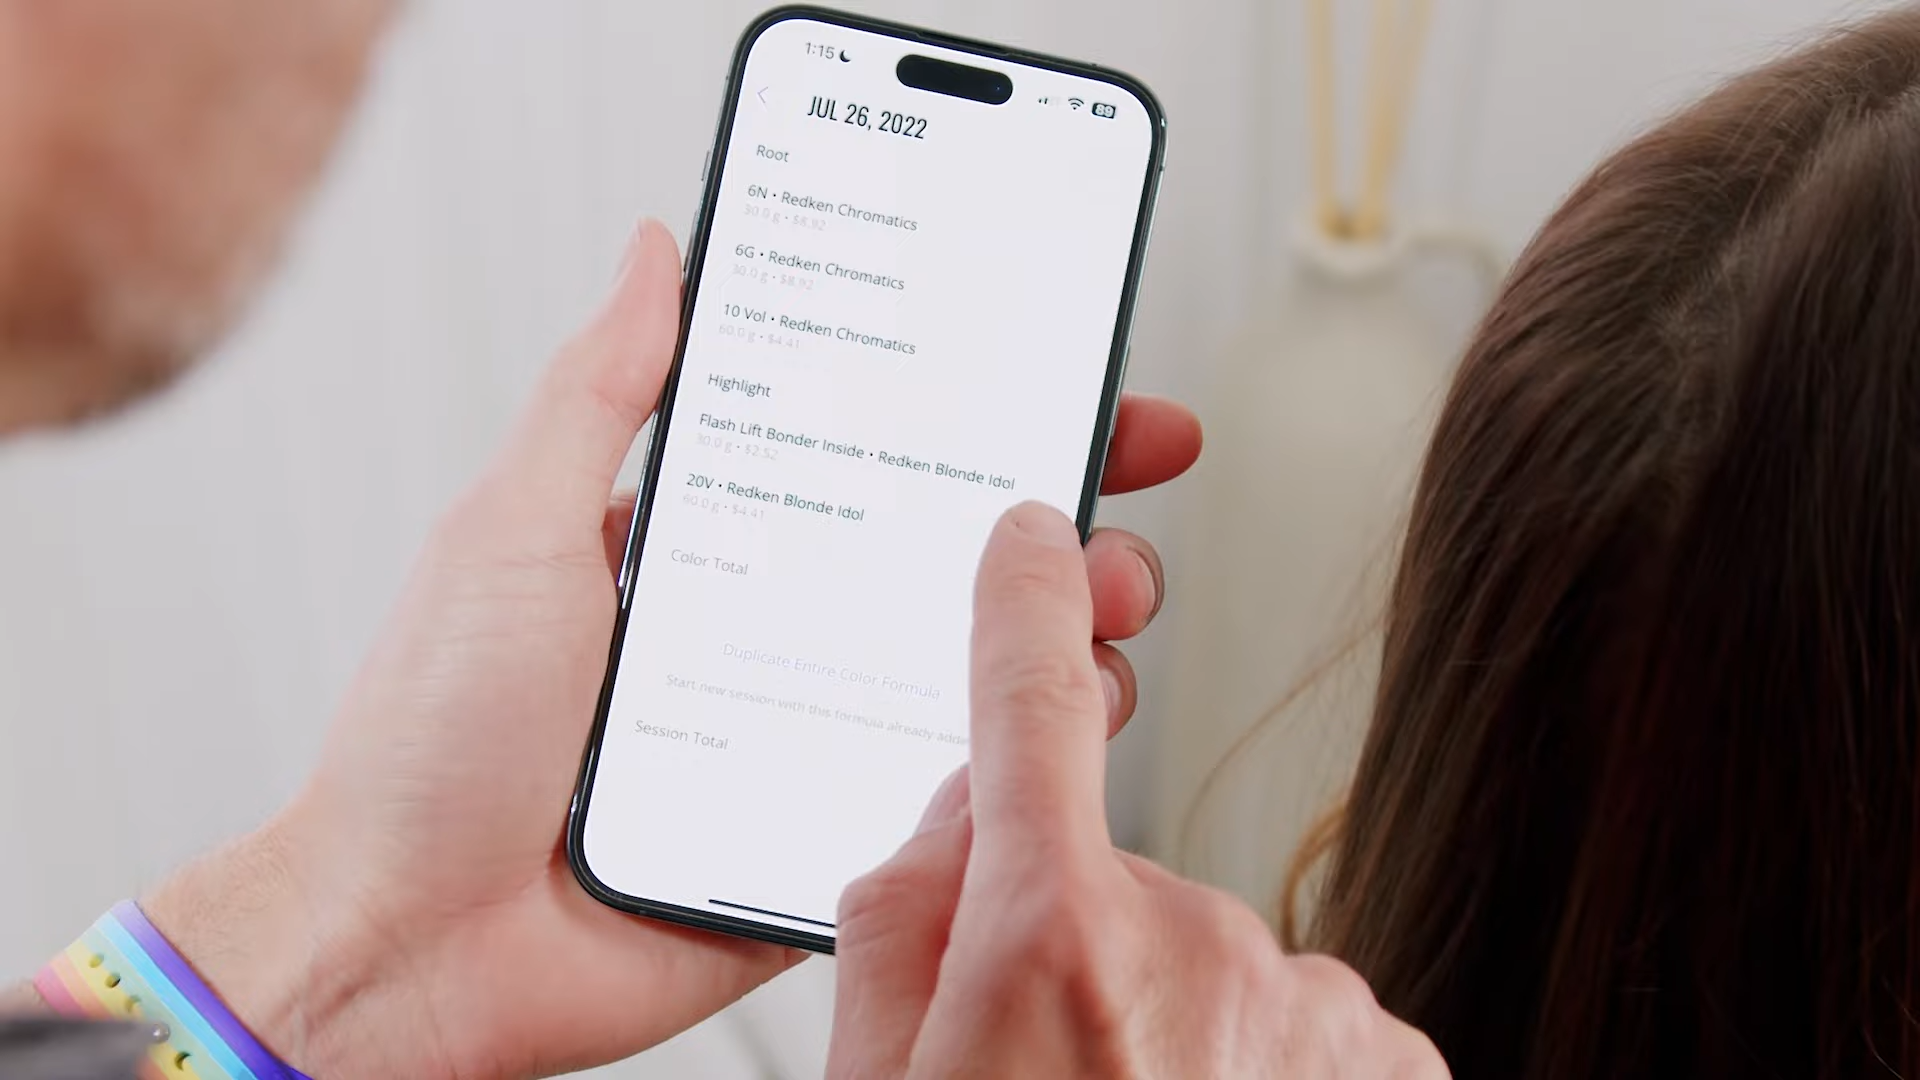 1:15
89
JUL 26, 2022
Root
6N • Redken Chromatics
30.0 g • $8.92
6G • Redken Chromatics
30.0 g • $8.92
10 Vol • Redken Chromatics
60.0 g • $4.41
Highlight
Flash Lift Bonder Inside • Redken Blonde Idol
30.0 g • $2.52
20V • Redken Blonde Idol
60.0 g • $4.41
Color Total
Duplicate Entire Color Formula
Start new session with this formula already
Session Total